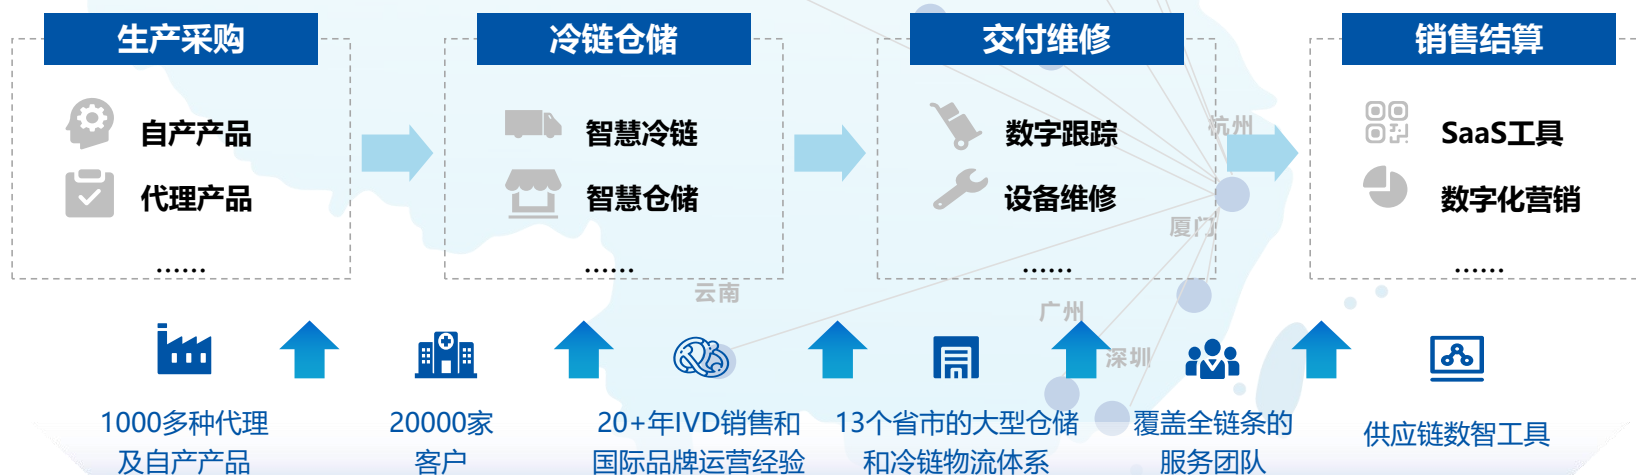 生产采购
自产产品
代理产品
......
冷链仓储
智慧冷链
智慧仓储
......
交付维修
数字跟踪
设备维修
......
销售结算
SaaS工具
数字化营销
......
杭州
厦门
云南
广州
深圳
1000多种代理
及自产产品
20000家
客户
20+年IVD销售和
国际品牌运营经验
13个省市的大型仓储
和冷链物流体系
覆盖全链条的
服务团队
供应链数智工具